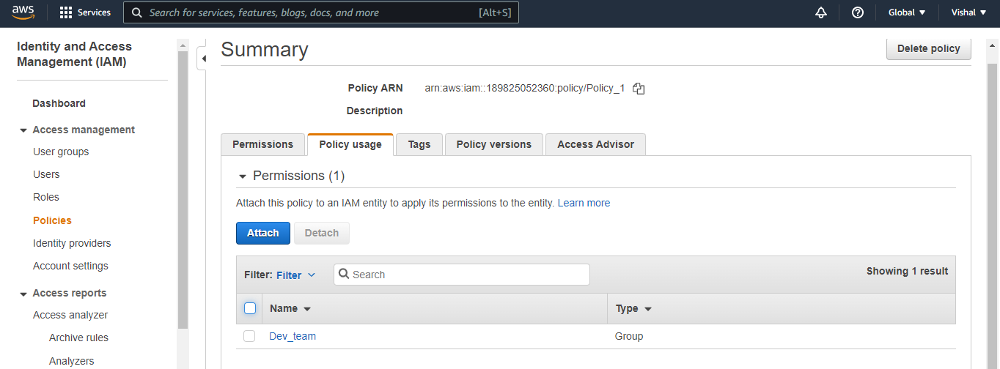 aws Services Search for services, features, blogs, docs, and more [Alt+S] Global Vishal
Identity and Access
Management (IAM)
Dashboard
Access management
User groups
Users
Roles
Policies
Identity providers
Account settings
Access reports
Access analyzer
Archive rules
Analyzers
Summary
Delete policy
Policy ARN arn:aws:iam::189825052360:policy/Policy_1
Description
Permissions Policy usage Tags Policy versions Access Advisor
Permissions (1)
Attach this policy to an IAM entity to apply its permissions to the entity. Learn more
Attach Detach
Filter: Filter Search Showing 1 result
Name Type
Dev_team Group